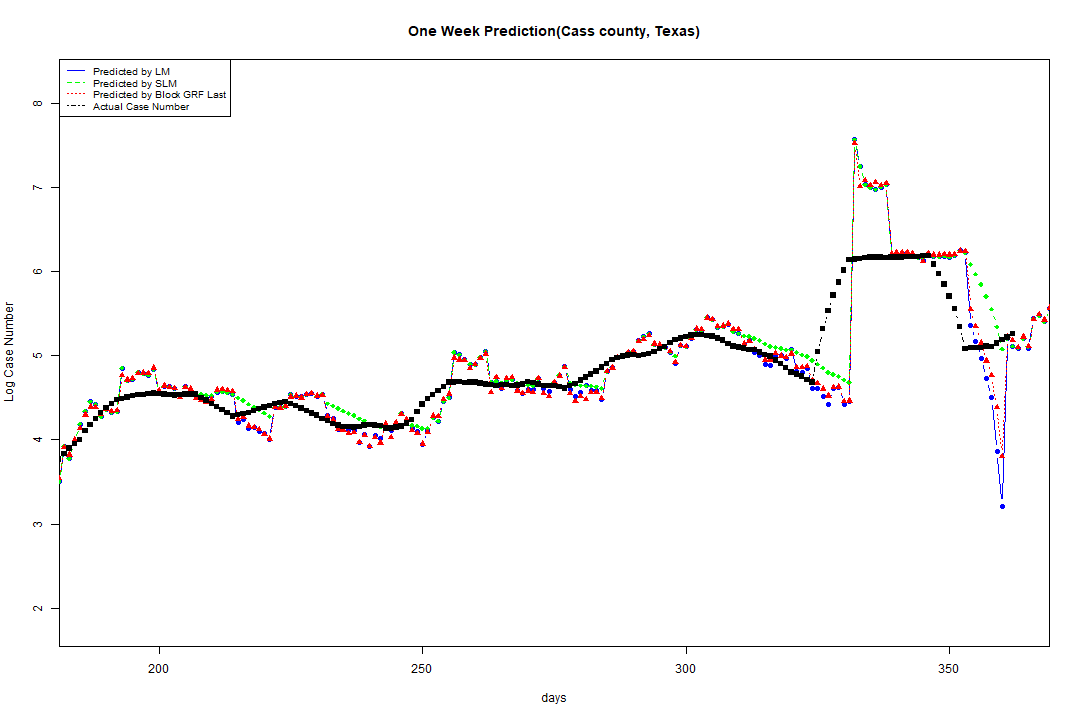 One Week Prediction(Cass county, Texas)
Predicted by LM
Predicted by SLM
Predicted by Block GRF Last
Actual Case Number
8
7
6
5
4
3
2
Log Case Number
200 250 300 350
days